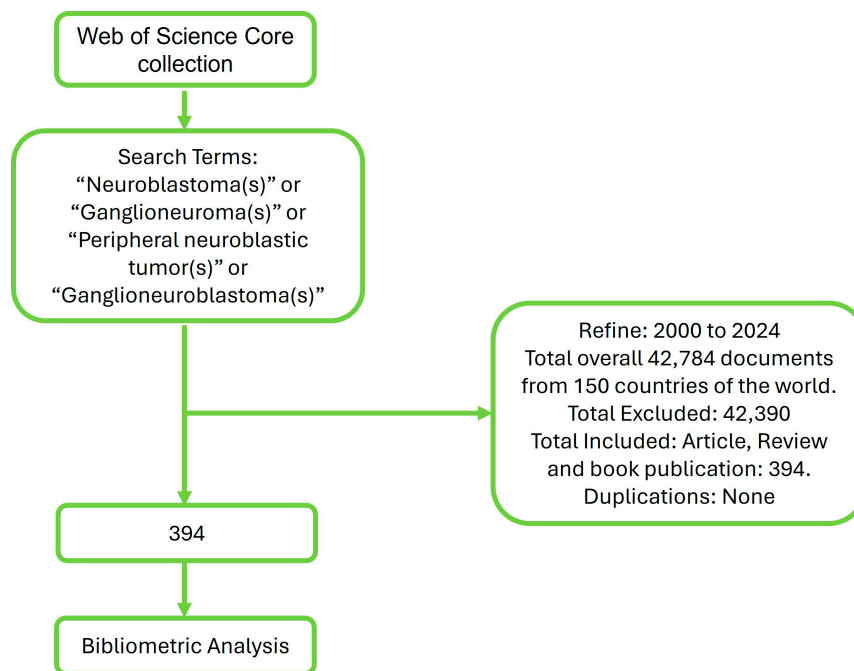 Web of Science Core
collection
Search Terms:
“Neuroblastoma(s)” or
“Ganglioneuroma(s)” or
“Peripheral neuroblastic
tumor(s)” or
“Ganglioneuroblastoma(s)”
Refine: 2000 to 2024
Total overall 42,784 documents
from 150 countries of the world.
Total Excluded: 42,390
Total Included: Article, Review
and book publication: 394.
Duplications: None
394
Bibliometric Analysis